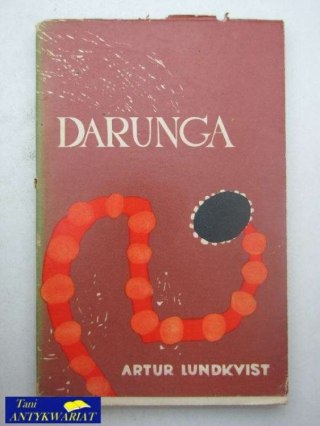 DARUNGA
ARTUR LUNDKVIST
Tani
ANTYKWARIAT